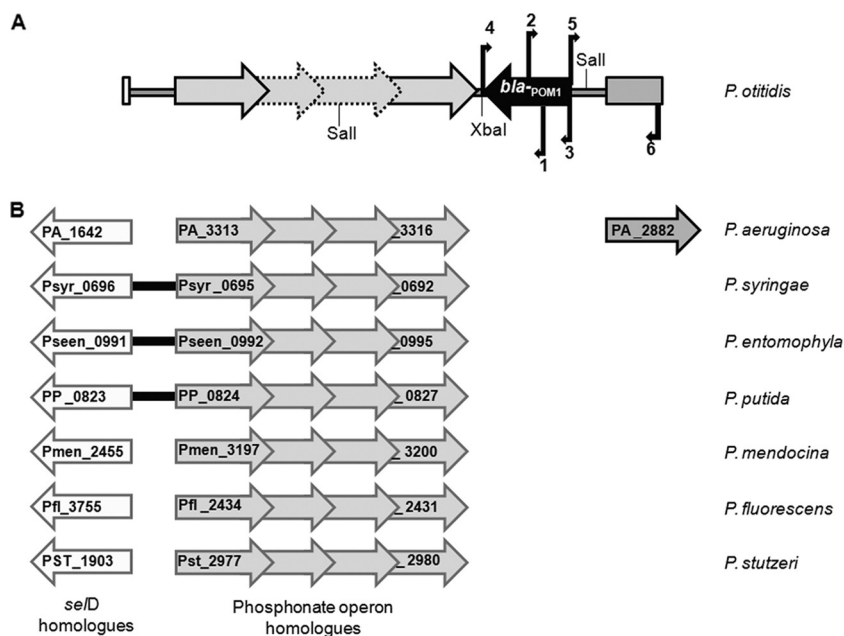 A
4 2 5
SalI
bla-POM1
P. otitidis
SalI
XbaI
1 3 6
B
PA_1642 PA_3313 _3316 PA_2882 P. aeruginosa
Psyr_0696 Psyr_0695 _0692 P. syringae
Pseen_0991 Pseen_0992 _0995 P. entomophyla
PP_0823 PP_0824 _0827 P. putida
Pmen_2455 Pmen_3197 _3200 P. mendocina
Pfl_3755 Pfl_2434 _2431 P. fluorescens
PST_1903 Pst_2977 _2980 P. stutzeri
selD Phosphonate operon
homologues homologues